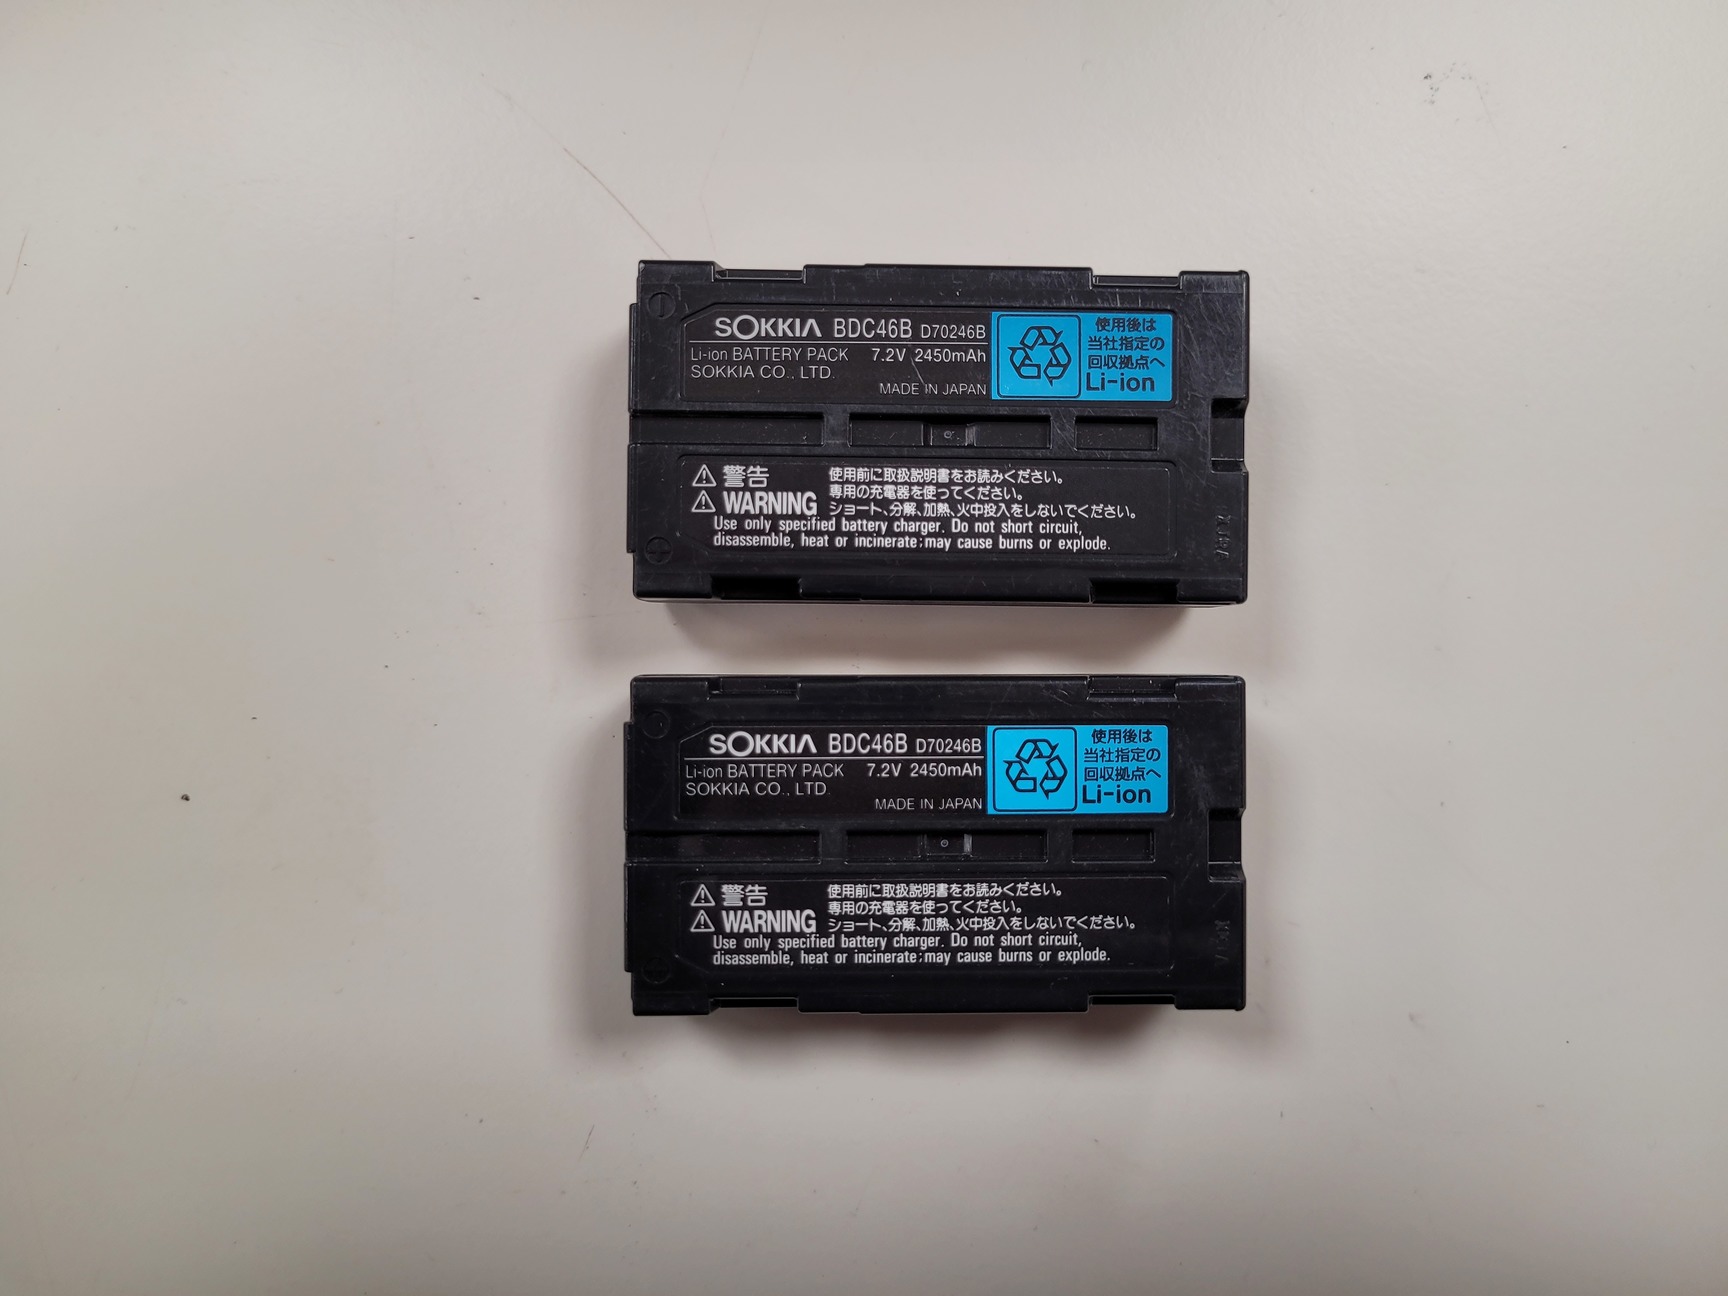 SOKKIA BDC46B D70246B
Li-ion BATTERY PACK 7.2V 2450mAh
SOKKIA CO., LTD.
MADE IN JAPAN
使用後は
当社指定の
回収拠点へ
Li-ion
警告
WARNING
使用前に取扱説明書をお読みください。
専用の充電器を使ってください。
ショート、分解、加熱、火中投入をしないでください。
Use only specified battery charger. Do not short circuit,
disassemble, heat or incinerate;may cause burns or explode.
SOKKIA BDC46B D70246B
Li-ion BATTERY PACK 7.2V 2450mAh
SOKKIA CO., LTD.
MADE IN JAPAN
使用後は
当社指定の
回収拠点へ
Li-ion
警告
WARNING
使用前に取扱説明書をお読みください。
専用の充電器を使ってください。
ショート、分解、加熱、火中投入をしないでください。
Use only specified battery charger. Do not short circuit,
disassemble, heat or incinerate;may cause burns or explode.